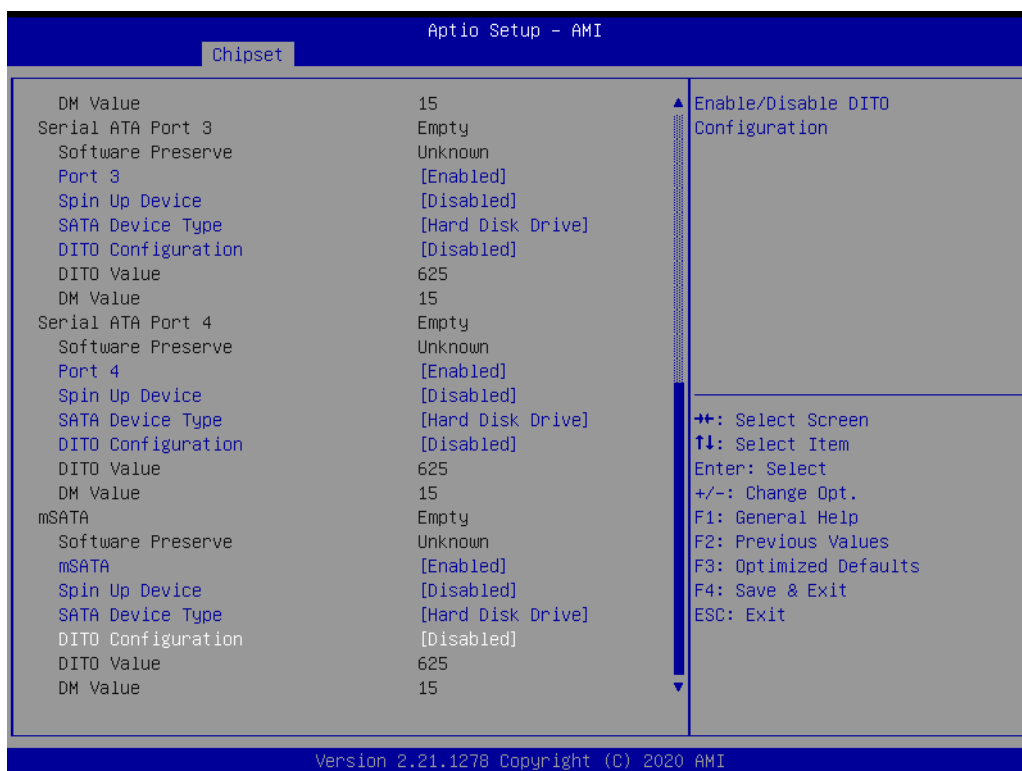 Aptio Setup – AMI
Chipset
DM Value 15
Serial ATA Port 3 Empty
Software Preserve Unknown
Port 3 [Enabled]
Spin Up Device [Disabled]
SATA Device Type [Hard Disk Drive]
DITO Configuration [Disabled]
DITO Value 625
DM Value 15
Serial ATA Port 4 Empty
Software Preserve Unknown
Port 4 [Enabled]
Spin Up Device [Disabled]
SATA Device Type [Hard Disk Drive]
DITO Configuration [Disabled]
DITO Value 625
DM Value 15
mSATA Empty
Software Preserve Unknown
mSATA [Enabled]
Spin Up Device [Disabled]
SATA Device Type [Hard Disk Drive]
DITO Configuration [Disabled]
DITO Value 625
DM Value 15
Enable/Disable DITO
Configuration
→←: Select Screen
↑↓: Select Item
Enter: Select
+/-: Change Opt.
F1: General Help
F2: Previous Values
F3: Optimized Defaults
F4: Save & Exit
ESC: Exit
Version 2.21.1278 Copyright (C) 2020 AMI